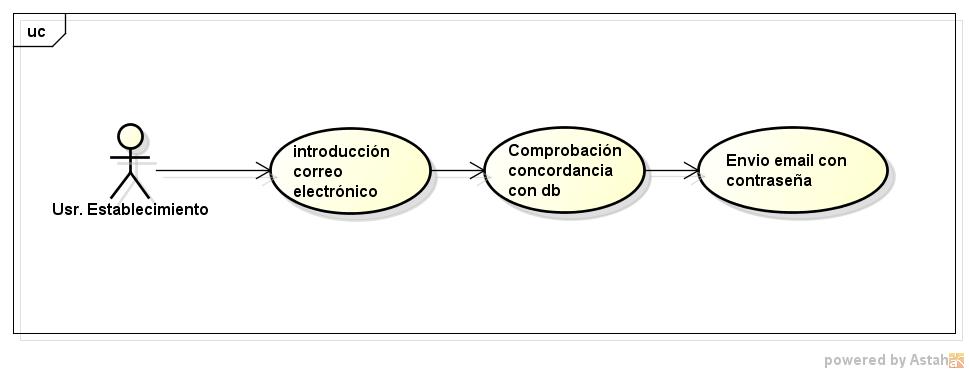 uc
introducción
correo
electrónico
Comprobación
concordancia
con db
Envio email con
contraseña
Usr. Establecimiento
powered by Astah